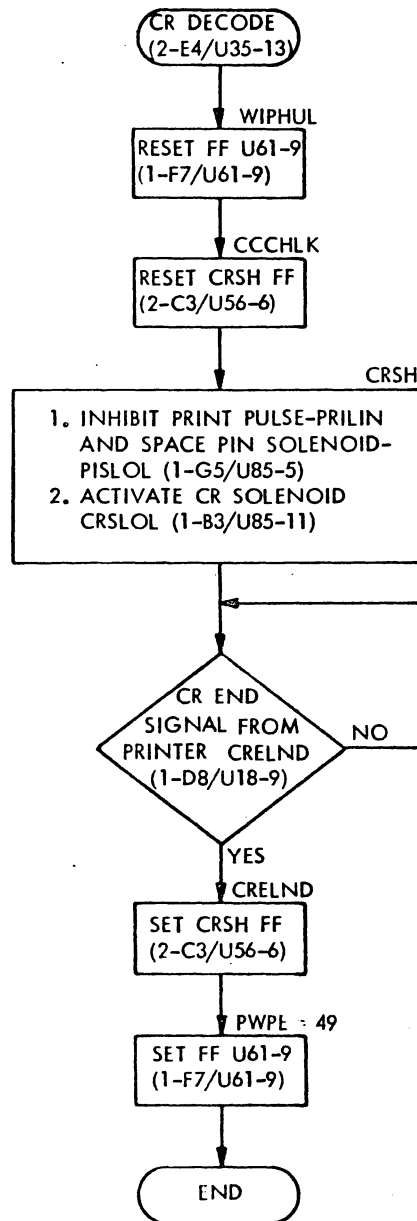 CR DECODE
(2-E4/U35-13)
WIPHUL
RESET FF U61-9
(1-F7/U61-9)
CCCHLK
RESET CRSH FF
(2-C3/U56-6)
CRSH
1. INHIBIT PRINT PULSE-PRILIN
AND SPACE PIN SOLENOID-
PISLOL (1-G5/U85-5)
2. ACTIVATE CR SOLENOID
CRSLOL (1-B3/U85-11)
CR END
SIGNAL FROM
PRINTER CRELND
(1-D8/U18-9)
NO
YES
CRELND
SET CRSH FF
(2-C3/U56-6)
PWPE = 49
SET FF U61-9
(1-F7/U61-9)
END